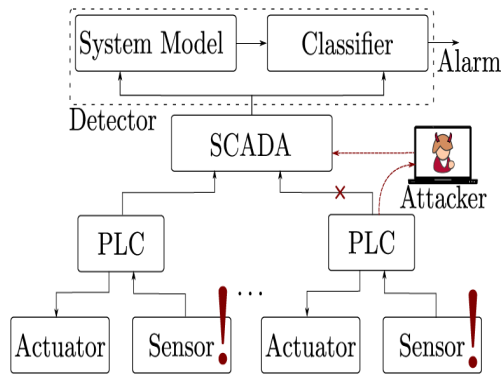 System Model
Classifier
Alarm
Detector
SCADA
Attacker
PLC
PLC
...
Actuator
Sensor
!
Actuator
Sensor
!